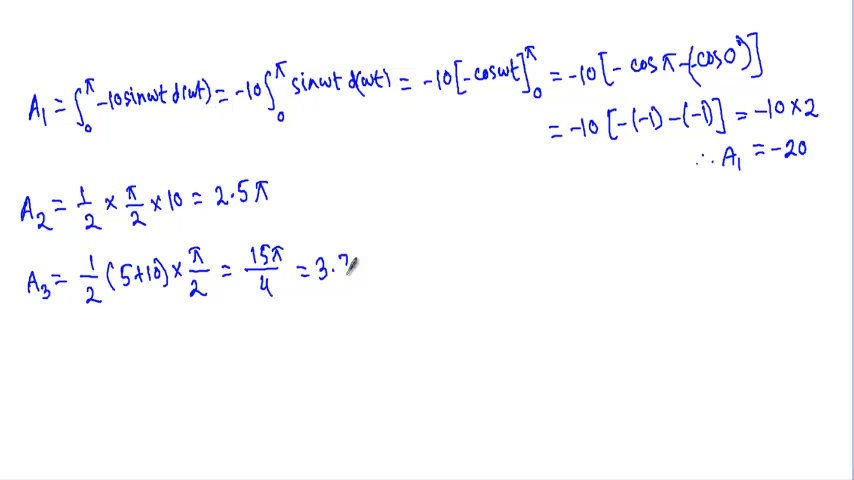 A₁ = ∫₀^π -10sinωt d(ωt) = -10∫₀^π sinωt d(ωt) = -10[-cosωt]₀^π = -10[-cosπ-(-cos0°)]
= -10[-(-1)-(-1)] = -10×2
∴ A₁ = -20
A₂ = 1/2 × π/2 × 10 = 2.5π
A₃ = 1/2 (5+10) × π/2 = 15π/4 = 3.7